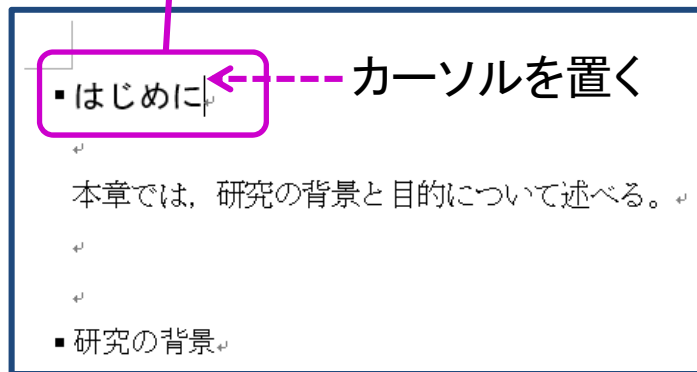 ▪はじめに
カーソルを置く
本章では，研究の背景と目的について述べる。
▪研究の背景